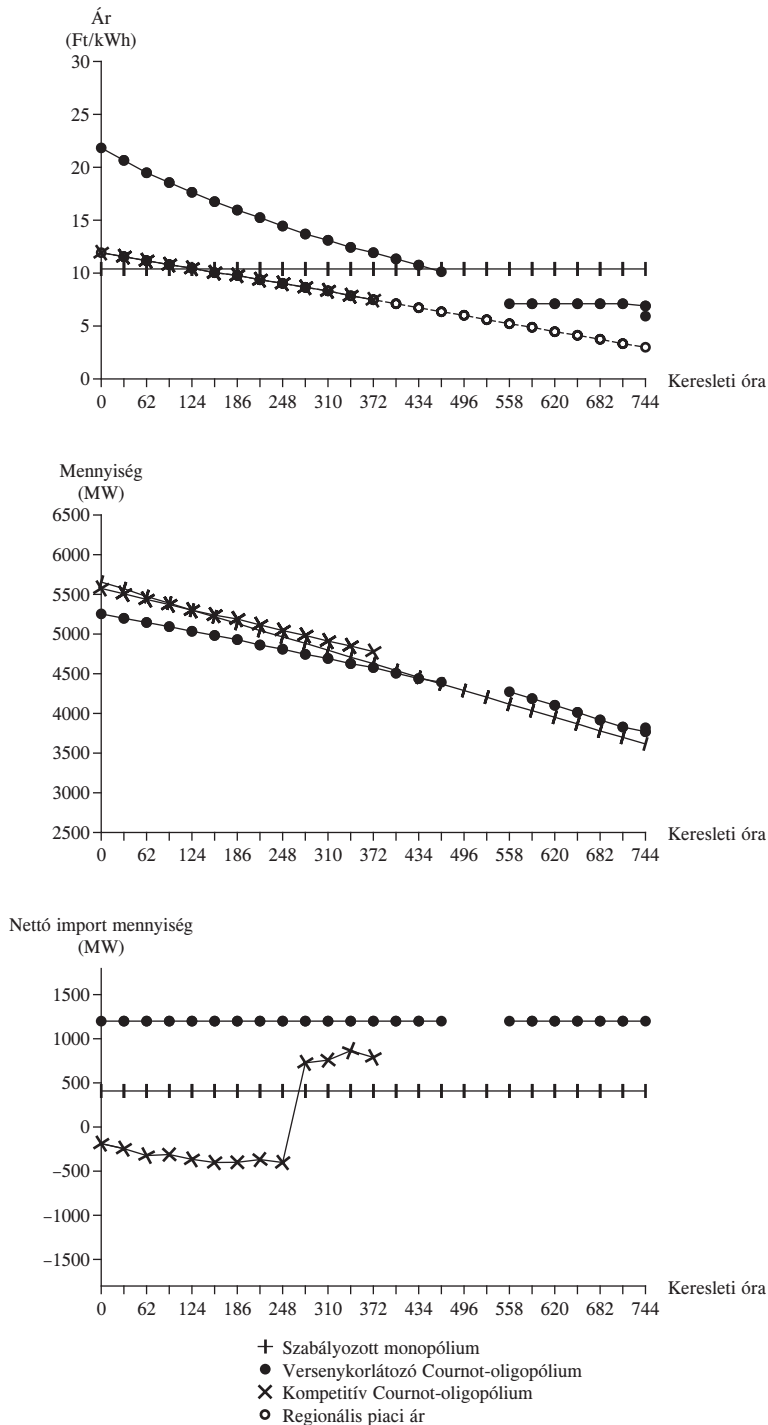 Ár
(Ft/kWh)
30
25
20
15
10
5
0
0 62 124 186 248 310 372 434 496 558 620 682 744
Keresleti óra
Mennyiség
(MW)
6500
6000
5500
5000
4500
4000
3500
3000
2500
0 62 124 186 248 310 372 434 496 558 620 682 744
Keresleti óra
Nettó import mennyiség
(MW)
1500
1000
500
0
−500
−1000
−1500
0 62 124 186 248 310 372 434 496 558 620 682 744
Keresleti óra
Szabályozott monopólium
Versenykorlátozó Cournot-oligopólium
Kompetitív Cournot-oligopólium
Regionális piaci ár